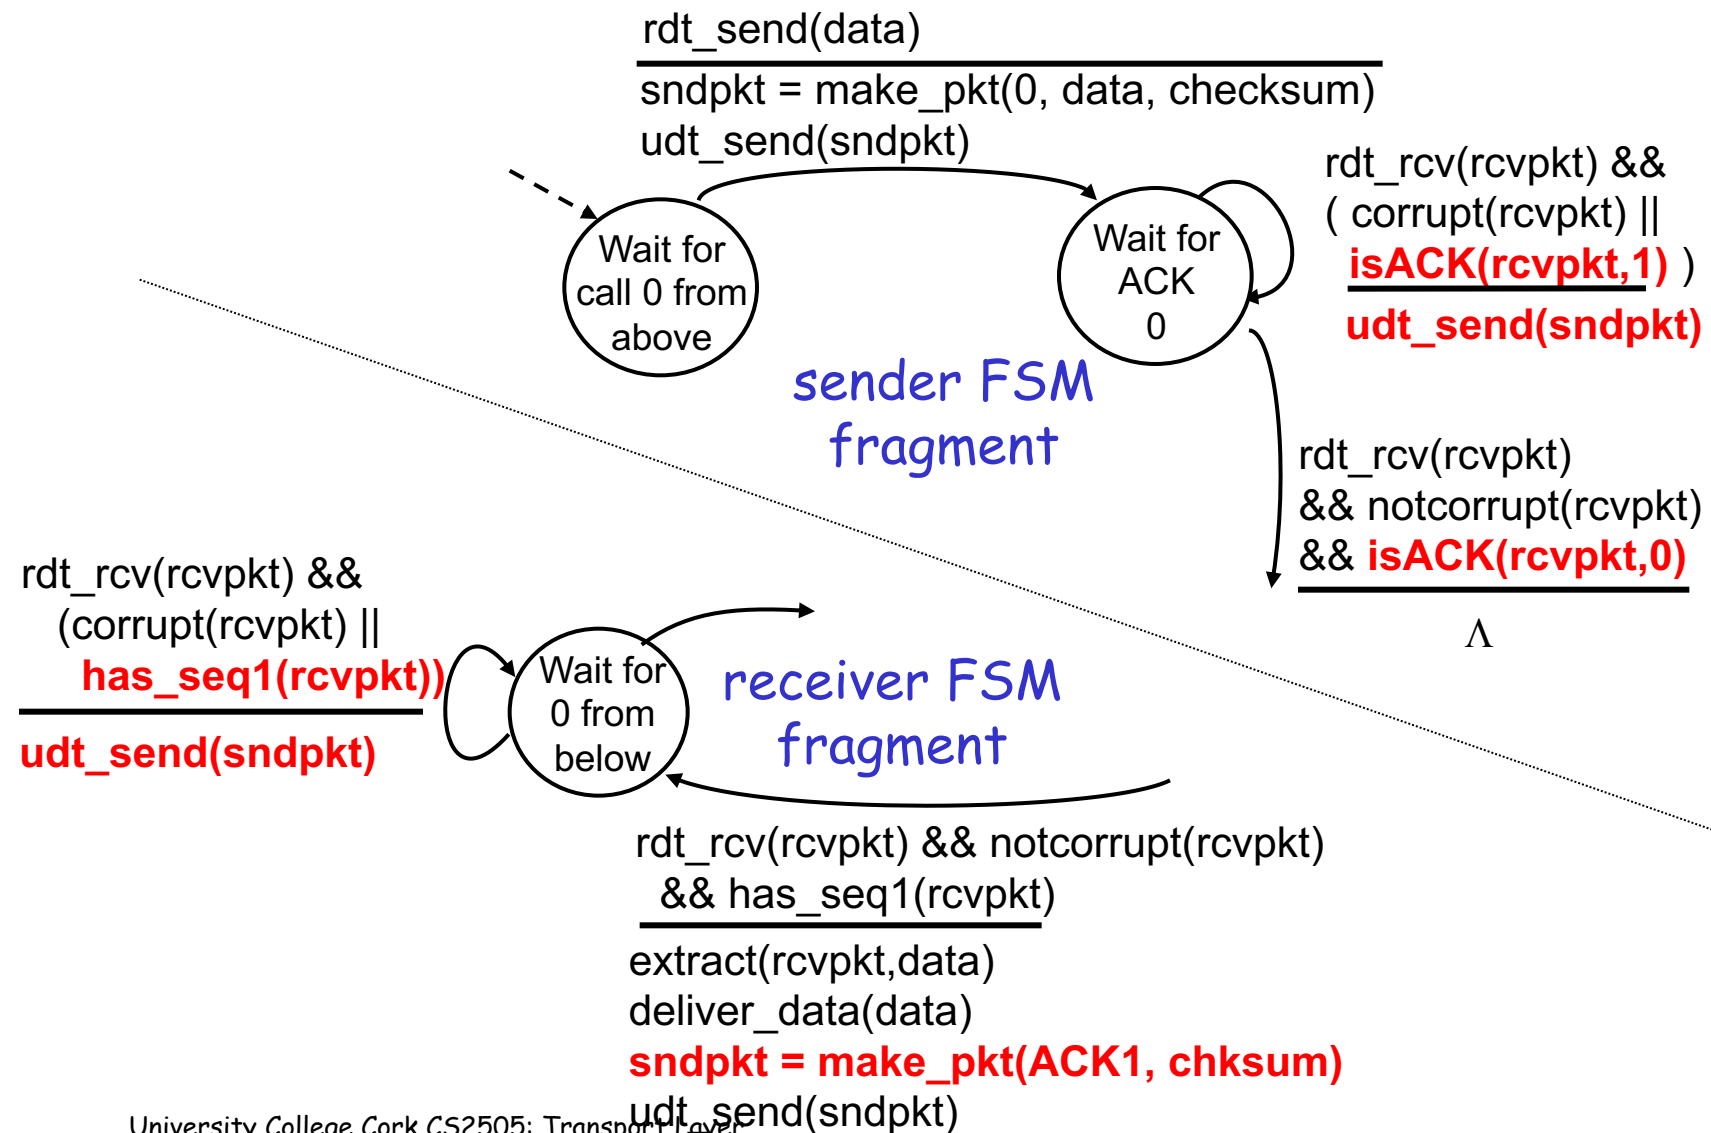 rdt_send(data)
sndpkt = make_pkt(0, data, checksum)
udt_send(sndpkt)
Wait for
call 0 from
above
Wait for
ACK
0
rdt_rcv(rcvpkt) &&
( corrupt(rcvpkt) ||
isACK(rcvpkt,1) )
udt_send(sndpkt)
sender FSM
fragment
rdt_rcv(rcvpkt)
&& notcorrupt(rcvpkt)
&& isACK(rcvpkt,0)
Λ
rdt_rcv(rcvpkt) &&
(corrupt(rcvpkt) ||
has_seq1(rcvpkt))
udt_send(sndpkt)
Wait for
0 from
below
receiver FSM
fragment
rdt_rcv(rcvpkt) && notcorrupt(rcvpkt)
&& has_seq1(rcvpkt)
extract(rcvpkt,data)
deliver_data(data)
sndpkt = make_pkt(ACK1, chksum)
udt_send(sndpkt)
University College Cork CS2505: Transport Layer